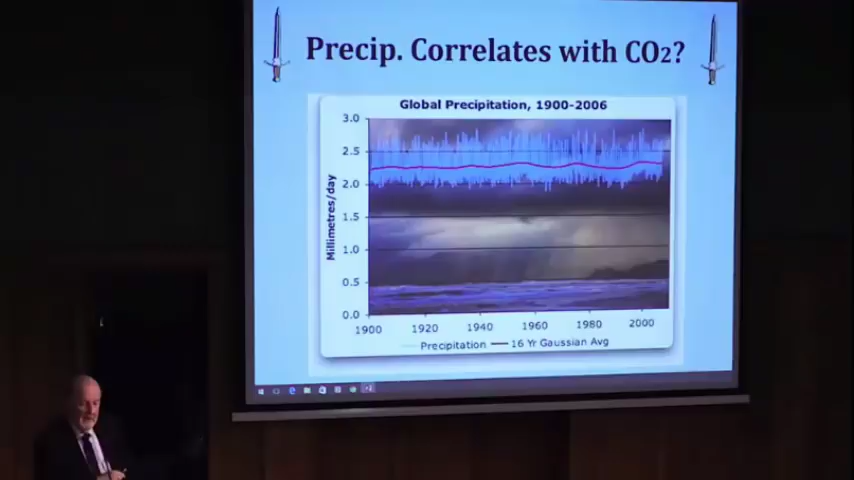 Precip. Correlates with CO2?
Global Precipitation, 1900-2006
3.0
2.5
2.0
1.5
1.0
0.5
0.0
Millimetres/day
1900 1920 1940 1960 1980 2000
Precipitation 16 Yr Gaussian Avg